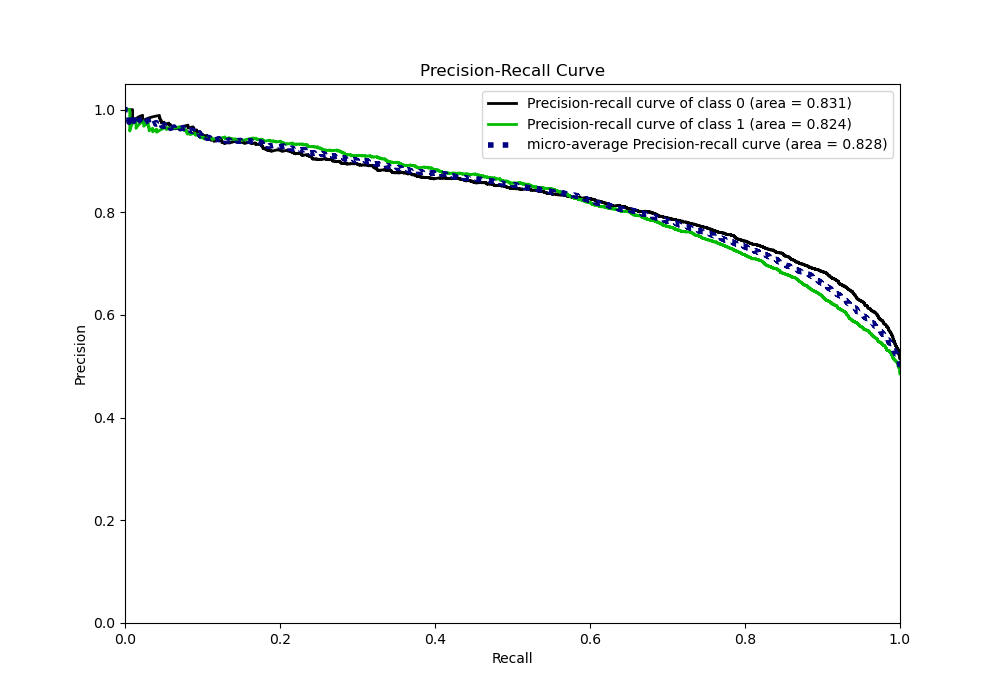 Precision-Recall Curve
Precision-recall curve of class 0 (area = 0.831)
Precision-recall curve of class 1 (area = 0.824)
micro-average Precision-recall curve (area = 0.828)
1.0
0.8
0.6
0.4
0.2
0.0
Precision
0.0 0.2 0.4 0.6 0.8 1.0
Recall